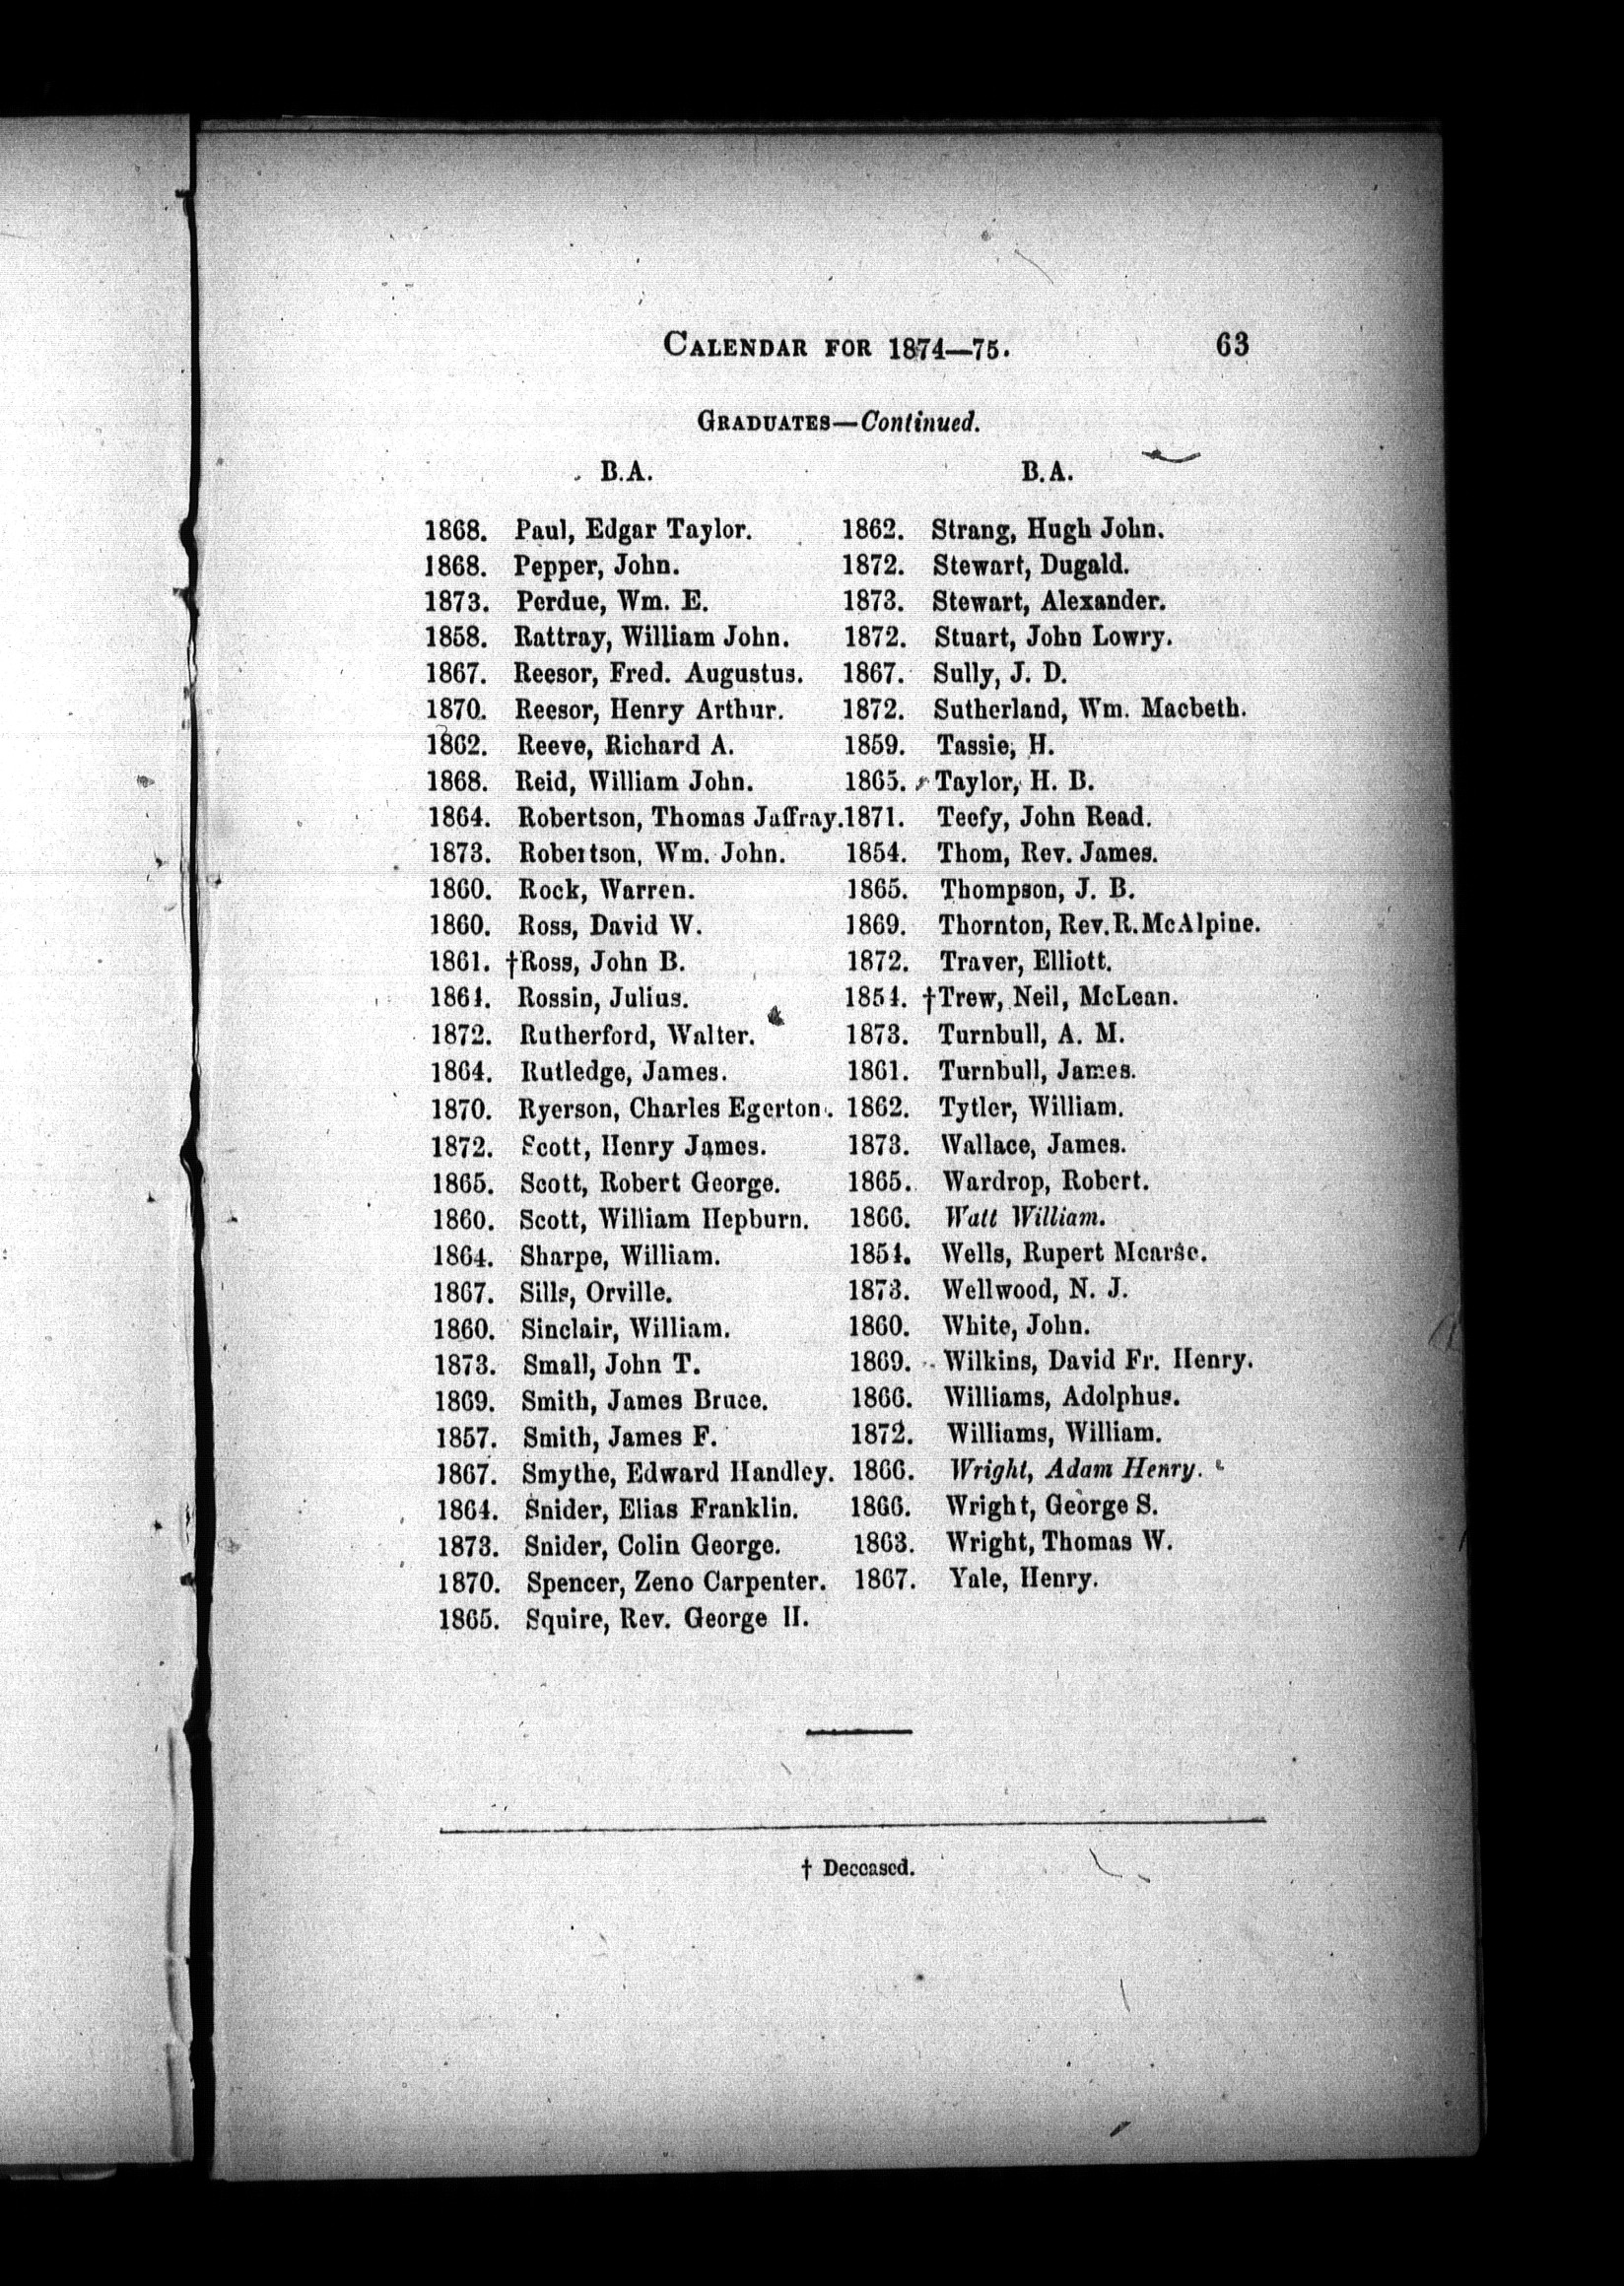 CALENDAR FOR 1874—75. 63
GRADUATES—Continued.
B.A.
1868. Paul, Edgar Taylor.
1868. Pepper, John.
1873. Perdue, Wm. E.
1858. Rattray, William John.
1867. Reesor, Fred. Augustus.
1870. Reesor, Henry Arthur.
1862. Reeve, Richard A.
1868. Reid, William John.
1864. Robertson, Thomas Jaffray.
1873. Robertson, Wm. John.
1860. Rock, Warren.
1860. Ross, David W.
1861. †Ross, John B.
1864. Rossin, Julius.
1872. Rutherford, Walter.
1864. Rutledge, James.
1870. Ryerson, Charles Egerton.
1872. Scott, Henry James.
1865. Scott, Robert George.
1860. Scott, William Hepburn.
1864. Sharpe, William.
1867. Sills, Orville.
1860. Sinclair, William.
1873. Small, John T.
1869. Smith, James Bruce.
1857. Smith, James F.
1867. Smythe, Edward Handley.
1864. Snider, Elias Franklin.
1873. Snider, Colin George.
1870. Spencer, Zeno Carpenter.
1865. Squire, Rev. George H.
B.A.
1862. Strang, Hugh John.
1872. Stewart, Dugald.
1873. Stewart, Alexander.
1872. Stuart, John Lowry.
1867. Sully, J. D.
1872. Sutherland, Wm. Macbeth.
1859. Tassie, H.
1865. Taylor, H. B.
1871. Teefy, John Read.
1854. Thom, Rev. James.
1865. Thompson, J. B.
1869. Thornton, Rev. R. McAlpine.
1872. Traver, Elliott.
1854. †Trew, Neil, McLean.
1873. Turnbull, A. M.
1861. Turnbull, James.
1862. Tytler, William.
1873. Wallace, James.
1865. Wardrop, Robert.
1866. Watt William.
1854. Wells, Rupert Mearse.
1873. Wellwood, N. J.
1860. White, John.
1869. Wilkins, David Fr. Henry.
1866. Williams, Adolphus.
1872. Williams, William.
1866. Wright, Adam Henry.
1866. Wright, George S.
1863. Wright, Thomas W.
1867. Yale, Henry.
† Deceased.